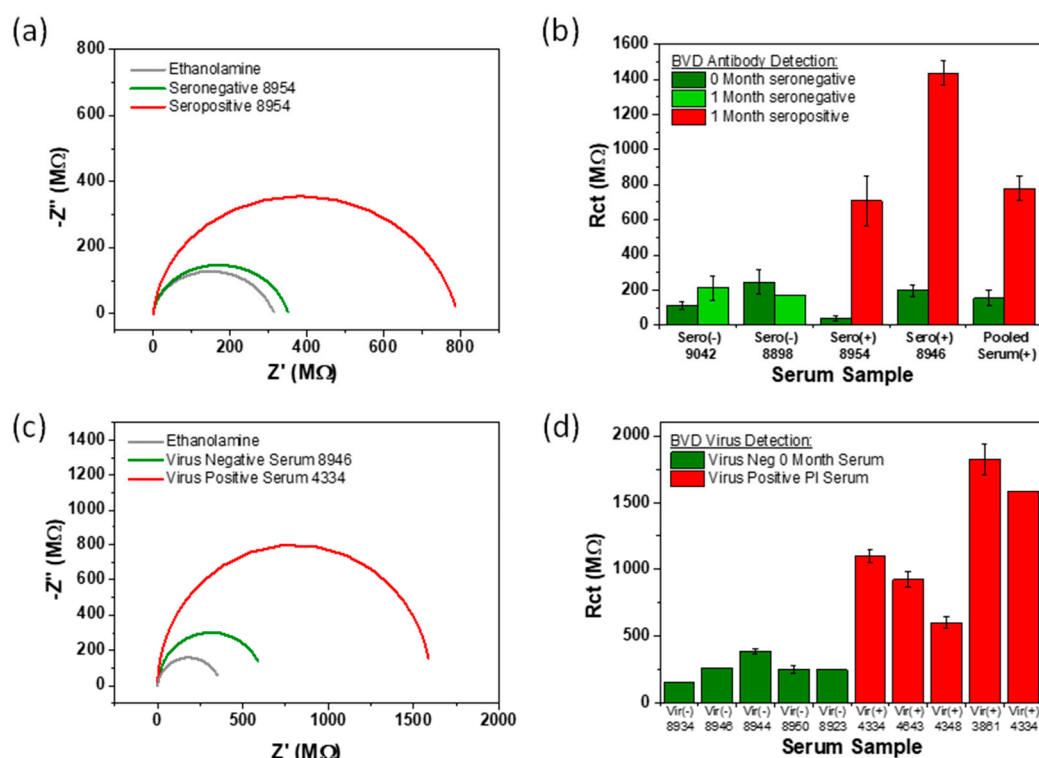 (a)
800
600
400
200
0
-Z'' (MΩ)
Ethanolamine
Seronegative 8954
Seropositive 8954
0 200 400 600 800
Z' (MΩ)
(b)
1600
1400
1200
1000
800
600
400
200
0
Rct (MΩ)
BVD Antibody Detection:
0 Month seronegative
1 Month seronegative
1 Month seropositive
Sero(-) Sero(-) Sero(+) Sero(+) Pooled
9042 8898 8954 8946 Serum(+)
Serum Sample
(c)
1400
1200
1000
800
600
400
200
0
-Z'' (MΩ)
Ethanolamine
Virus Negative Serum 8946
Virus Positive Serum 4334
0 500 1000 1500 2000
Z' (MΩ)
(d)
2000
1500
1000
500
0
Rct (MΩ)
BVD Virus Detection:
Virus Neg 0 Month Serum
Virus Positive PI Serum
Vir(-) Vir(-) Vir(-) Vir(-) Vir(-) Vir(+) Vir(+) Vir(+) Vir(+) Vir(+)
8934 8946 8944 8950 8923 4334 4643 4348 3861 4334
Serum Sample